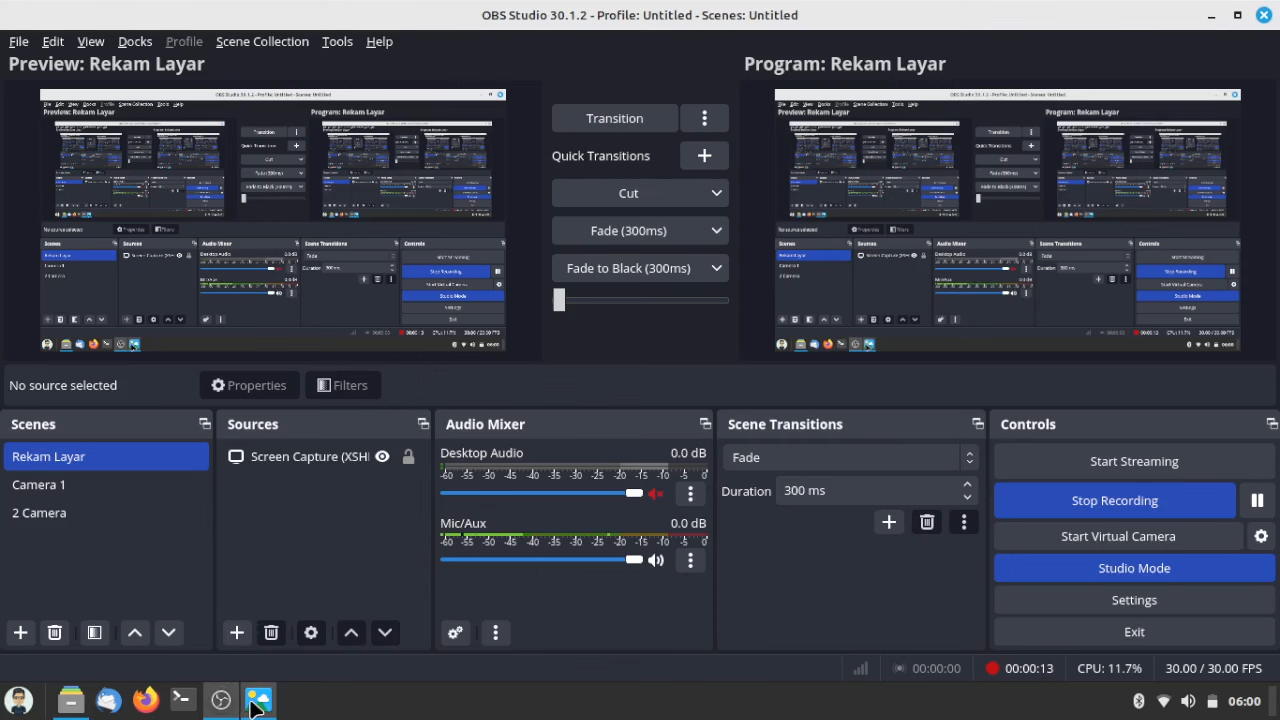 OBS Studio 30.1.2 - Profile: Untitled - Scenes: Untitled
File Edit View Docks Profile Scene Collection Tools Help
Preview: Rekam Layar
Program: Rekam Layar
Transition
Quick Transitions
Cut
Fade (300ms)
Fade to Black (300ms)
No source selected
Properties
Filters
Scenes
Rekam Layar
Camera 1
2 Camera
Sources
Screen Capture (XSHI
Audio Mixer
Desktop Audio 0.0 dB
-60 -55 -50 -45 -40 -35 -30 -25 -20 -15 -10 -5 0
Mic/Aux 0.0 dB
-60 -55 -50 -45 -40 -35 -30 -25 -20 -15 -10 -5 0
Scene Transitions
Fade
Duration 300 ms
Controls
Start Streaming
Stop Recording
Start Virtual Camera
Studio Mode
Settings
Exit
00:00:00
00:00:13
CPU: 11.7%
30.00 / 30.00 FPS
06:00